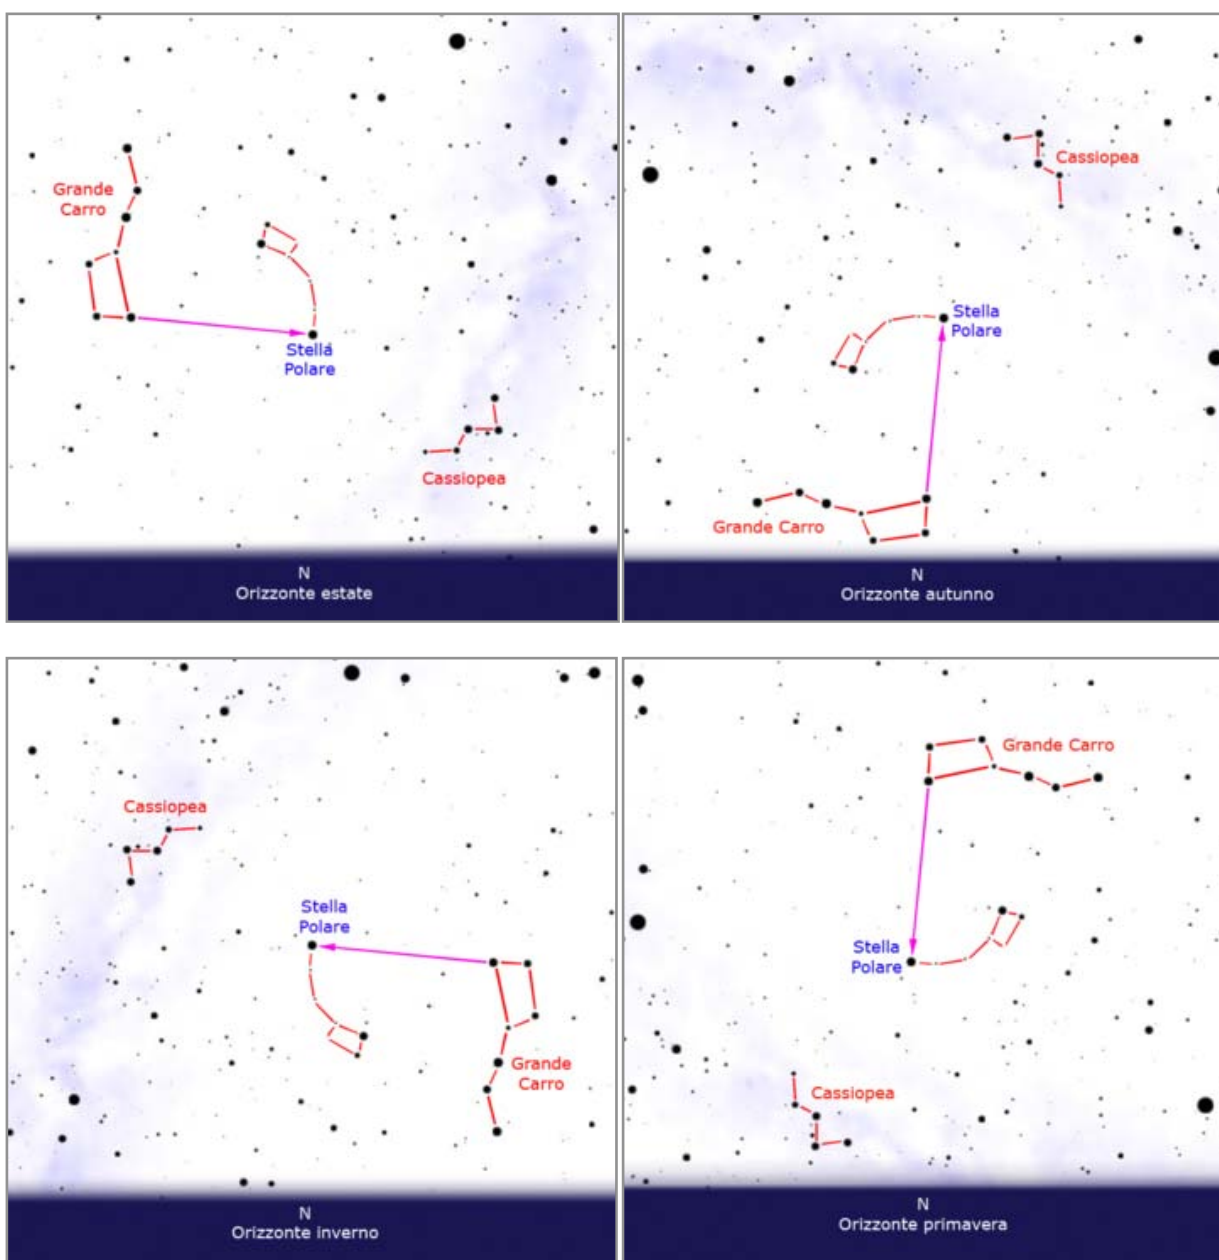 Grande
Carro
Stella
Polare
Cassiopea
N
Orizzonte estate
Cassiopea
Stella
Polare
Grande Carro
N
Orizzonte autunno
Cassiopea
Stella
Polare
Grande
Carro
N
Orizzonte inverno
Grande Carro
Stella
Polare
Cassiopea
N
Orizzonte primavera